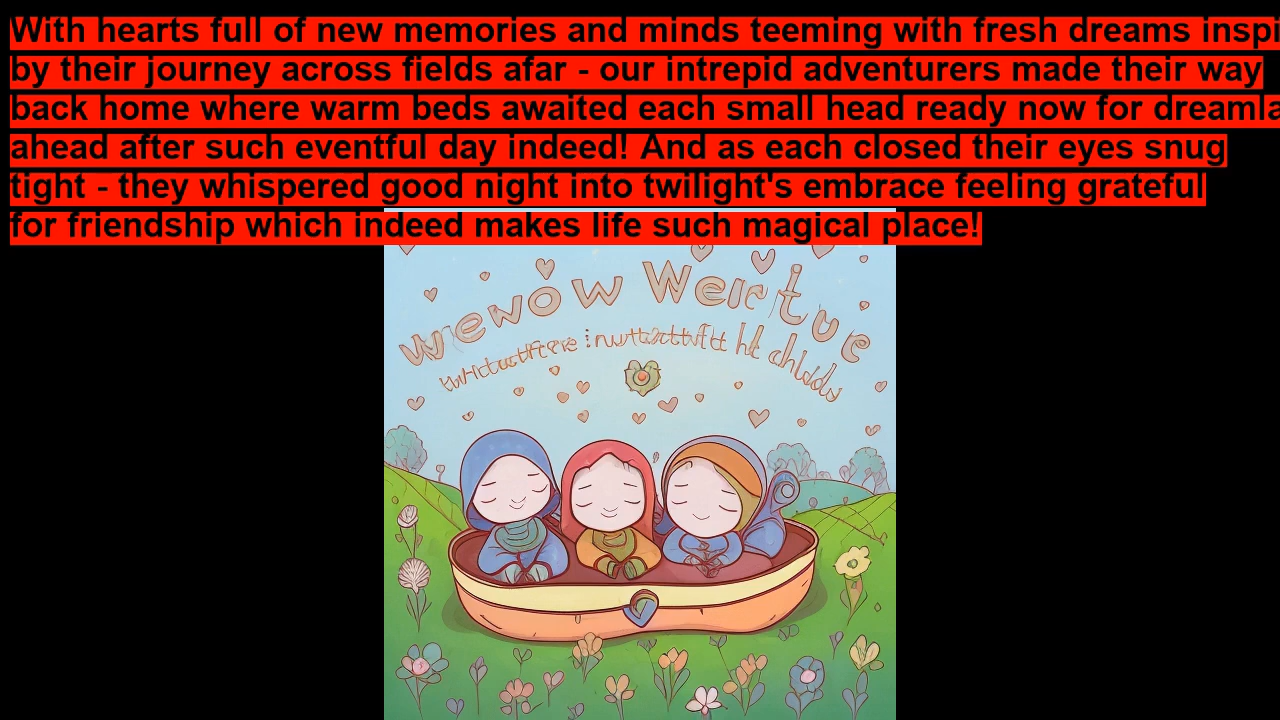 With hearts full of new memories and minds teeming with fresh dreams inspi
by their journey across fields afar - our intrepid adventurers made their way
back home where warm beds awaited each small head ready now for dreamla
ahead after such eventful day indeed! And as each closed their eyes snug
tight - they whispered good night into twilight's embrace feeling grateful
for friendship which indeed makes life such magical place!